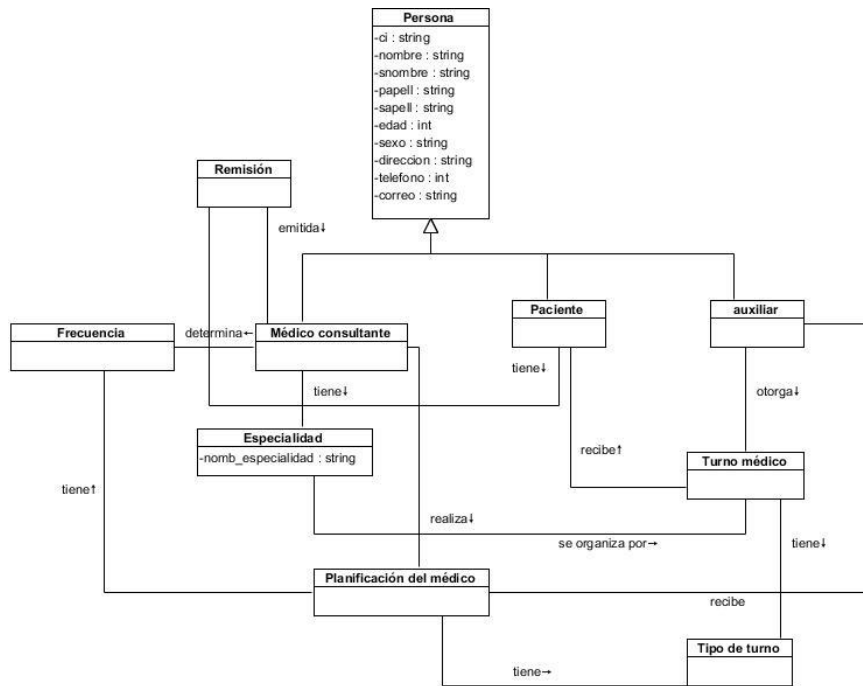 Persona
-ci : string
-nombre : string
-snombre : string
-papell : string
-sapell : string
-edad : int
-sexo : string
-direccion : string
-telefono : int
-correo : string
Remisión
emitida↓
Paciente
auxiliar
Frecuencia
determina←
Médico consultante
tiene↓
tiene↓
otorga↓
Especialidad
-nomb_especialidad : string
recibe↑
Turno médico
tiene↑
realiza↓
se organiza por→
tiene↓
Planificación del médico
recibe
Tipo de turno
tiene→